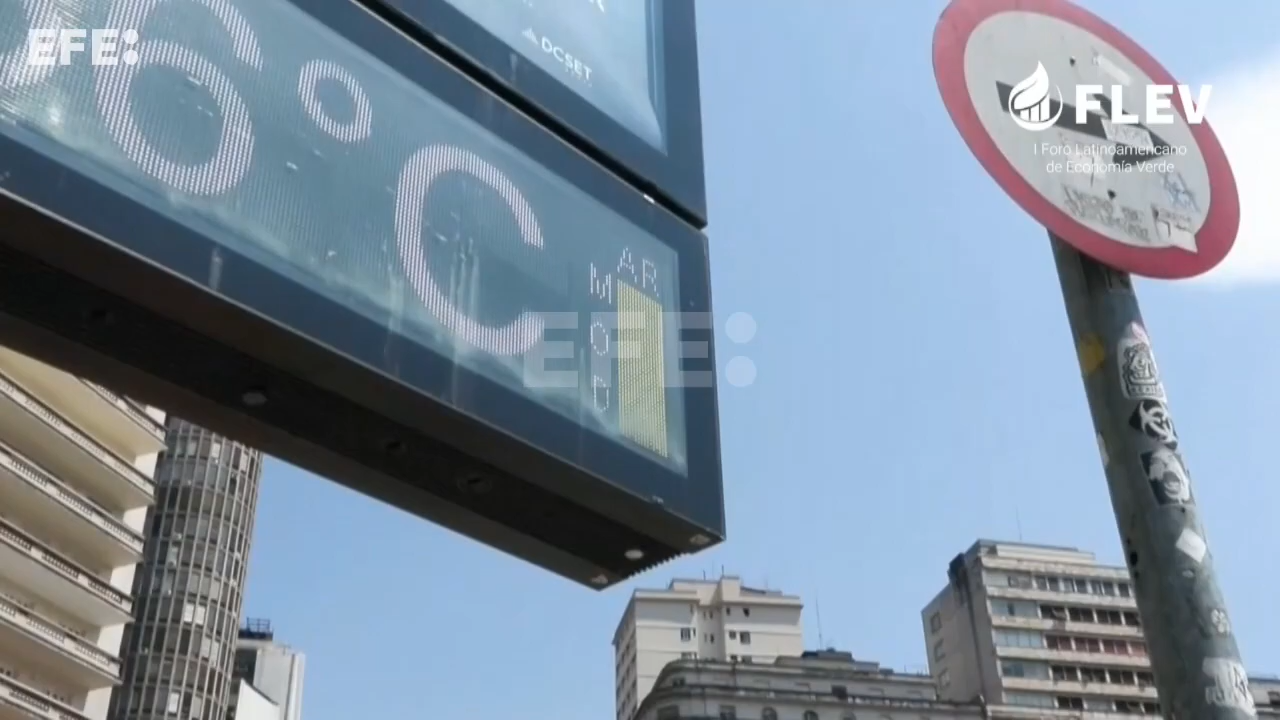 EFE:
6°C
DCSET
AR
MOD
EFE:
FLEV
I Foro Latinoamericano
de Economía Verde